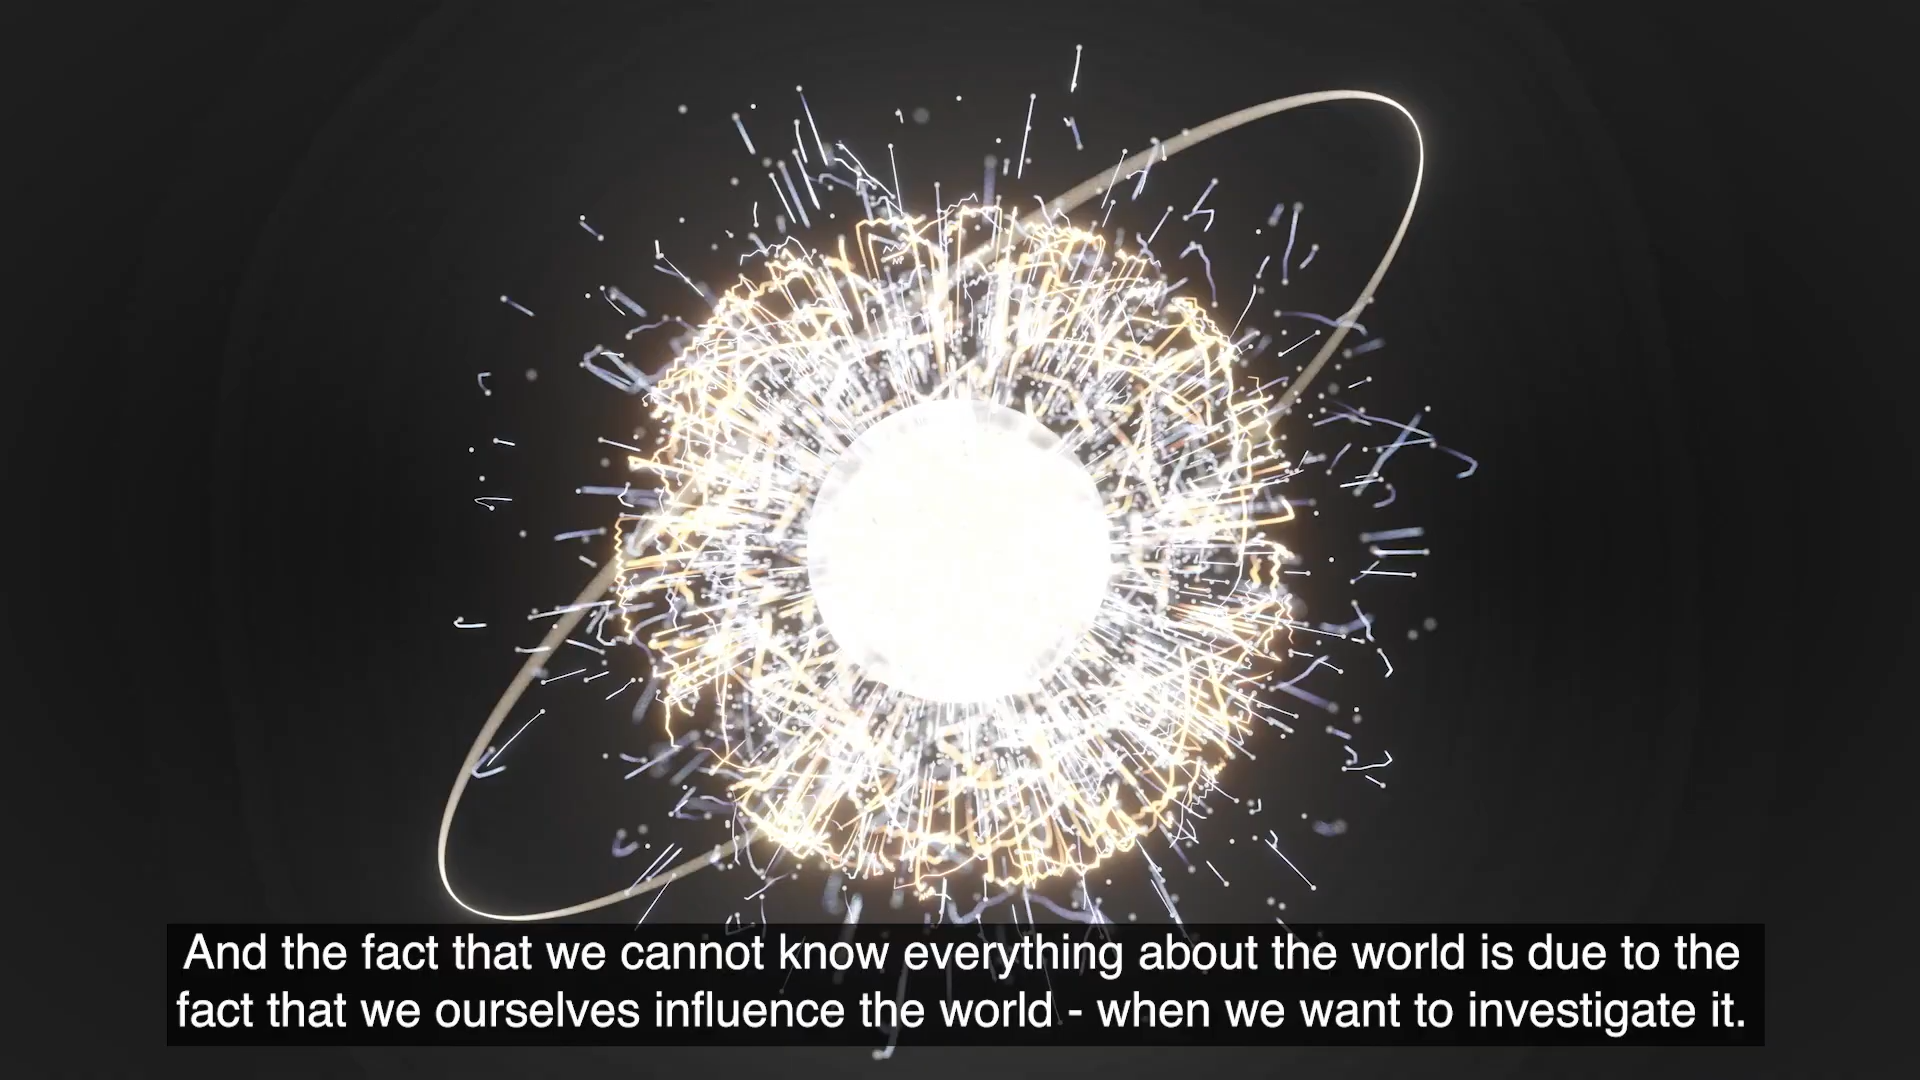 And the fact that we cannot know everything about the world is due to the
fact that we ourselves influence the world - when we want to investigate it.